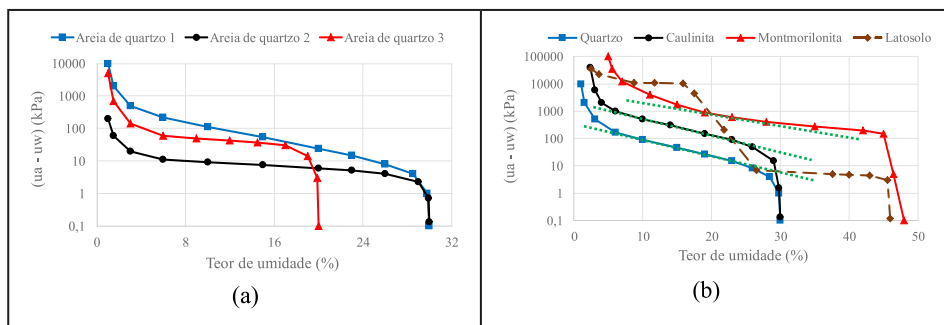 Areia de quartzo 1 Areia de quartzo 2 Areia de quartzo 3
(ua - uw) (kPa)
10000
1000
100
10
1
0,1
0 8 16 24 32
Teor de umidade (%)
(a)
Quartzo Caulinita Montmorilonita Latosolo
(ua - uw) (kPa)
100000
10000
1000
100
10
1
0,1
0 10 20 30 40 50
Teor de umidade (%)
(b)